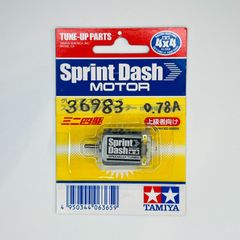 TUNE-UP PARTS
4x4
Sprint Dash
MOTOR
36983
0.78A
ミニ四駆
上級者向け
Sprint
Dash
4 950344 063659
TAMIYA